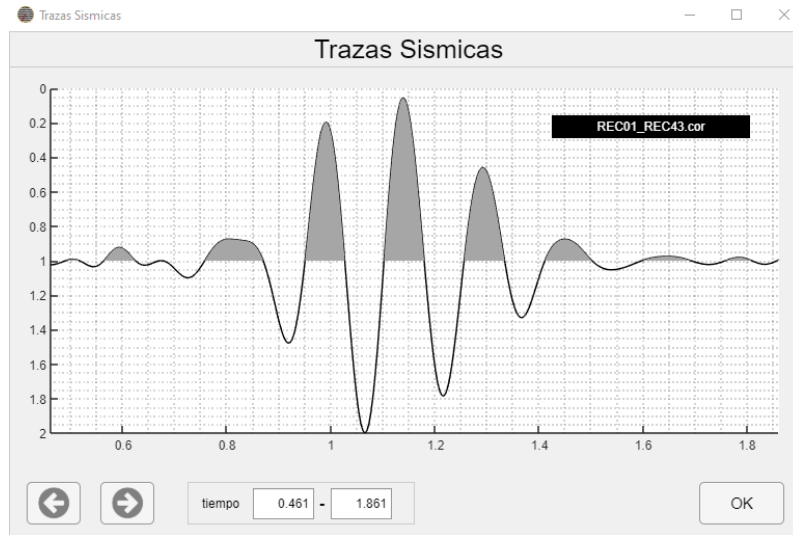 Trazas Sismicas
Trazas Sismicas
0
0.2
0.4
0.6
0.8
1
1.2
1.4
1.6
1.8
2
REC01_REC43.cor
0.6 0.8 1 1.2 1.4 1.6 1.8
tiempo 0.461 - 1.861
OK